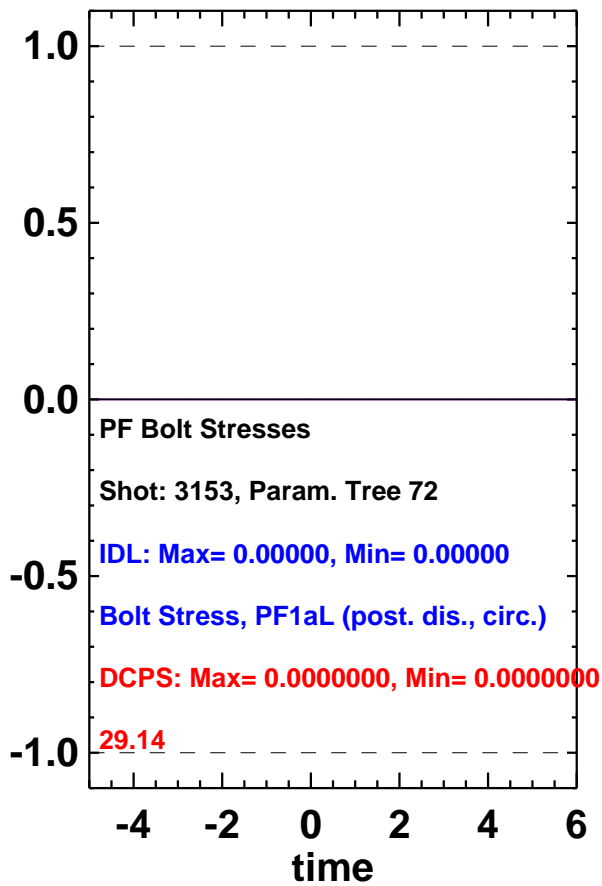 1.0
0.5
0.0
PF Bolt Stresses
Shot: 3153, Param. Tree 72
IDL: Max= 0.00000, Min= 0.00000
-0.5
Bolt Stress, PF1aL (post. dis., circ.)
DCPS: Max= 0.0000000, Min= 0.0000000
29.14
-1.0
-4 -2 0 2 4 6
time